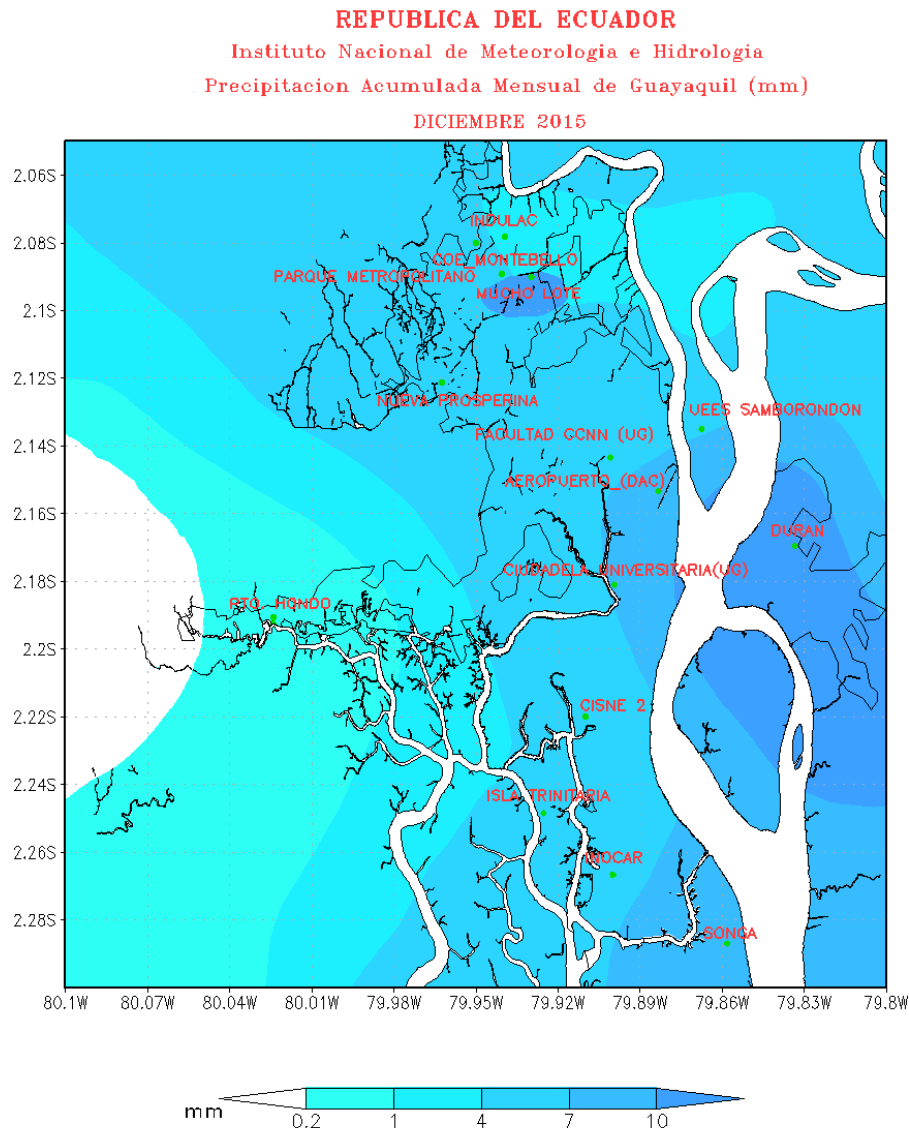 REPUBLICA DEL ECUADOR
Instituto Nacional de Meteorologia e Hidrologia
Precipitacion Acumulada Mensual de Guayaquil (mm)
DICIEMBRE 2015
2.06S
INDULAC
2.08S
COE_MONTEBELLO
PARQUE METROPOLITANO
MUCHO LOTE
2.1S
2.12S
NUEVA PROSPERINA
UEES SAMBORONDON
2.14S
FACULTAD CCNN (UG)
AEROPUERTO_(DAC)
2.16S
DURAN
2.18S
CIUDADELA UNIVERSITARIA(UG)
PTO. HONDO
2.2S
2.22S
CISNE 2
2.24S
ISLA TRINITARIA
2.26S
INOCAR
2.28S
SONGA
80.1W 80.07W 80.04W 80.01W 79.98W 79.95W 79.92W 79.89W 79.86W 79.83W 79.8W
mm
0.2 1 4 7 10